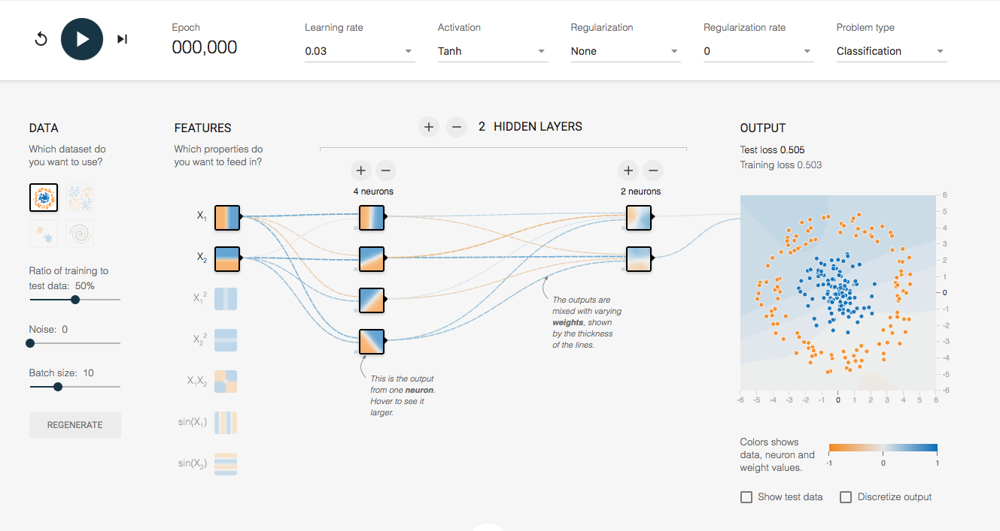 Epoch
000,000
Learning rate
0.03
Activation
Tanh
Regularization
None
Regularization rate
0
Problem type
Classification
DATA
Which dataset do
you want to use?
Ratio of training to
test data: 50%
Noise: 0
Batch size: 10
REGENERATE
FEATURES
Which properties do
you want to feed in?
X₁
X₂
X₁²
X₂²
X₁X₂
sin(X₁)
sin(X₂)
+ − 2 HIDDEN LAYERS
+ −
4 neurons
This is the output
from one neuron.
Hover to see it
larger.
+ −
2 neurons
The outputs are
mixed with varying
weights, shown
by the thickness
of the lines.
OUTPUT
Test loss 0.505
Training loss 0.503
6
5
4
3
2
1
0
-1
-2
-3
-4
-5
-6
-6 -5 -4 -3 -2 -1 0 1 2 3 4 5 6
Colors shows
data, neuron and
weight values.
-1 0 1
Show test data
Discretize output